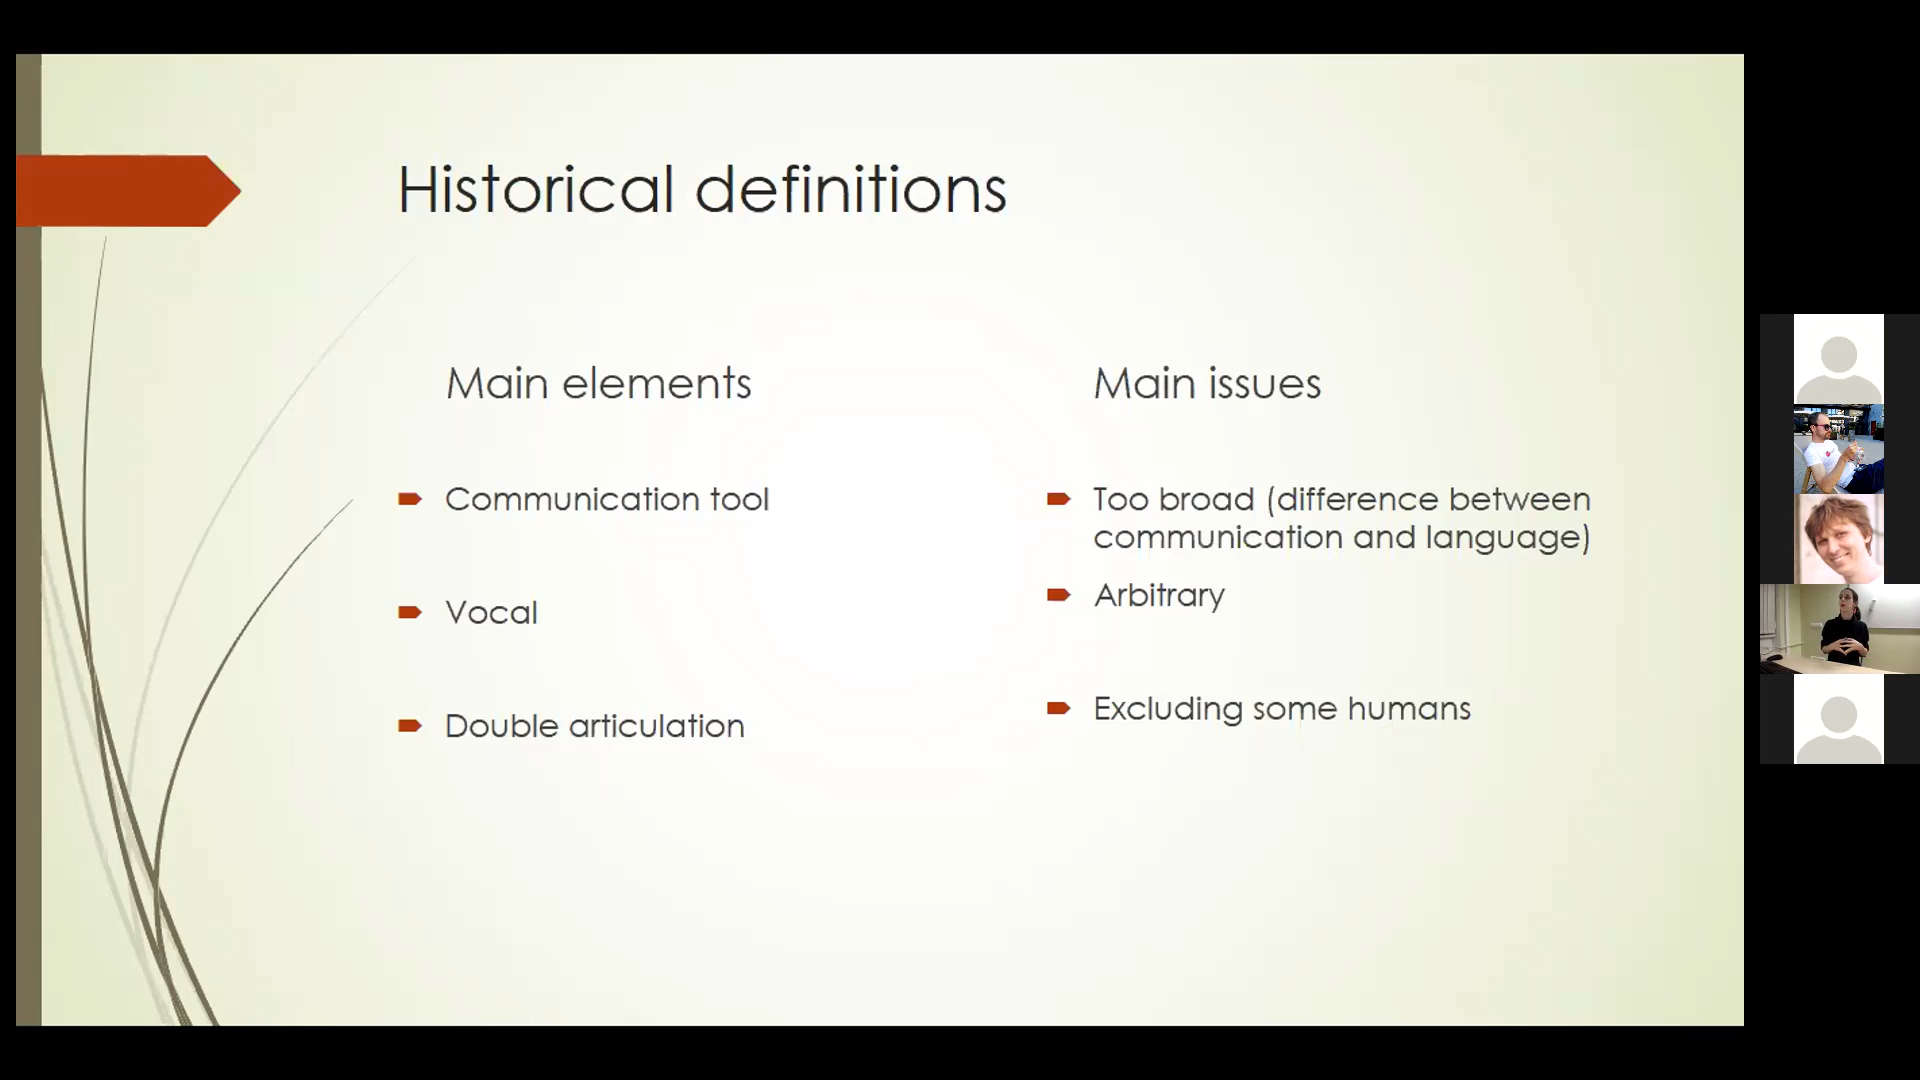 Historical definitions
Main elements
Communication tool
Vocal
Double articulation
Main issues
Too broad (difference between
communication and language)
Arbitrary
Excluding some humans